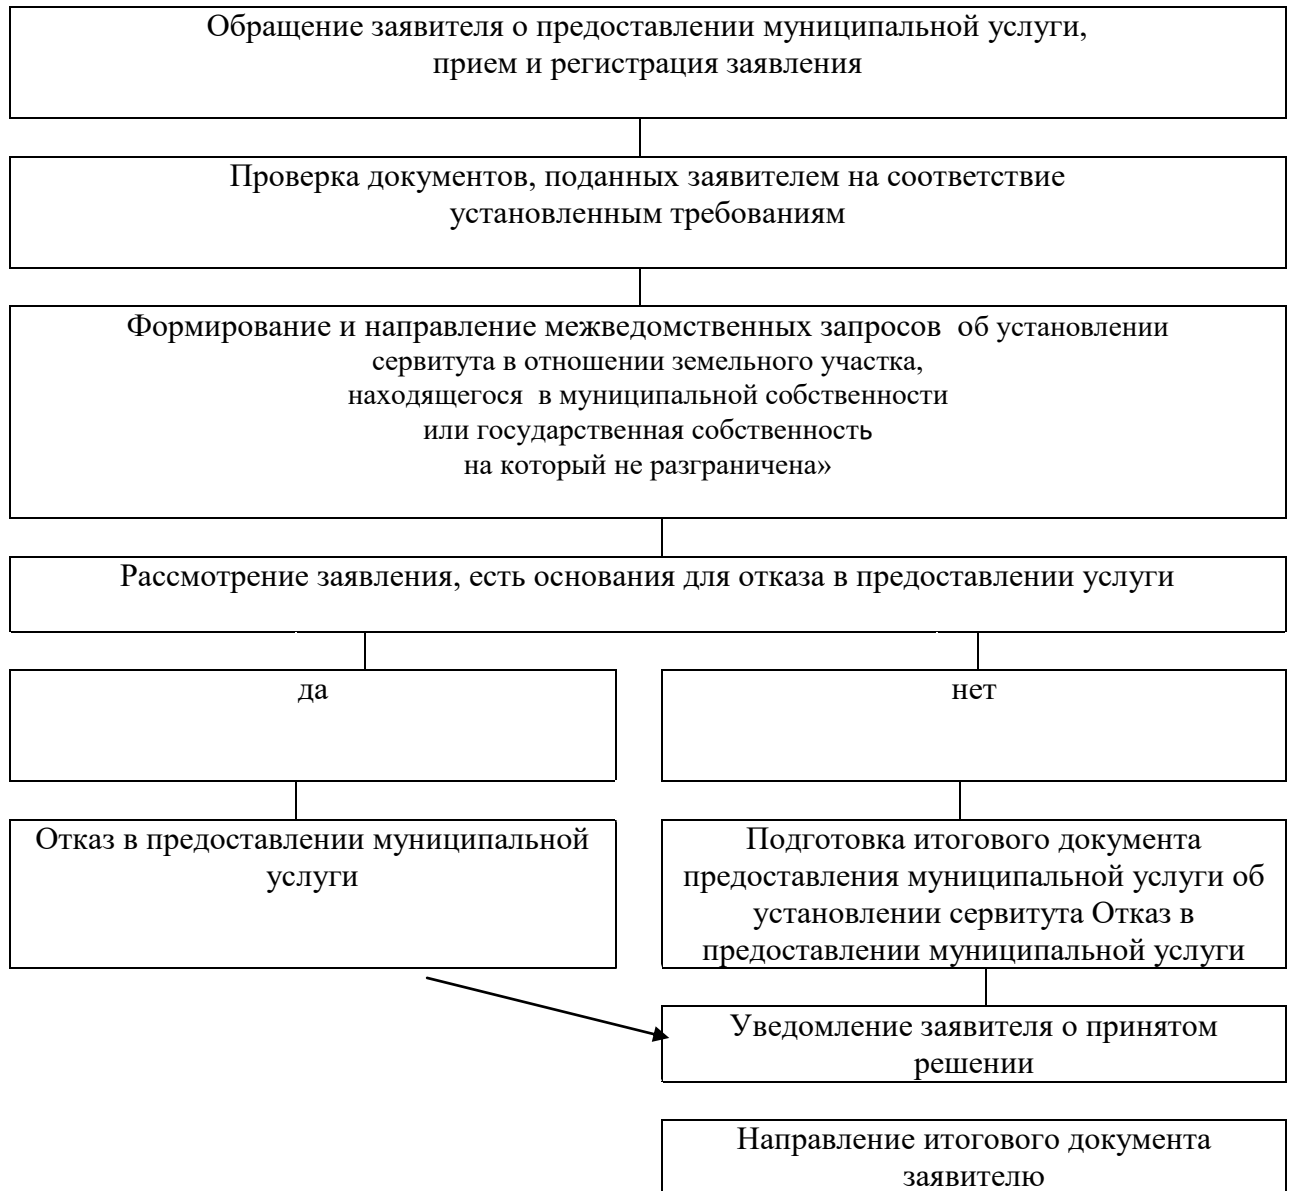 Обращение заявителя о предоставлении муниципальной услуги,
прием и регистрация заявления
Проверка документов, поданных заявителем на соответствие
установленным требованиям
Формирование и направление межведомственных запросов об установлении
сервитута в отношении земельного участка,
находящегося в муниципальной собственности
или государственная собственность
на который не разграничена»
Рассмотрение заявления, есть основания для отказа в предоставлении услуги
да
нет
Отказ в предоставлении муниципальной
услуги
Подготовка итогового документа
предоставления муниципальной услуги об
установлении сервитута Отказ в
предоставлении муниципальной услуги
Уведомление заявителя о принятом
решении
Направление итогового документа
заявителю